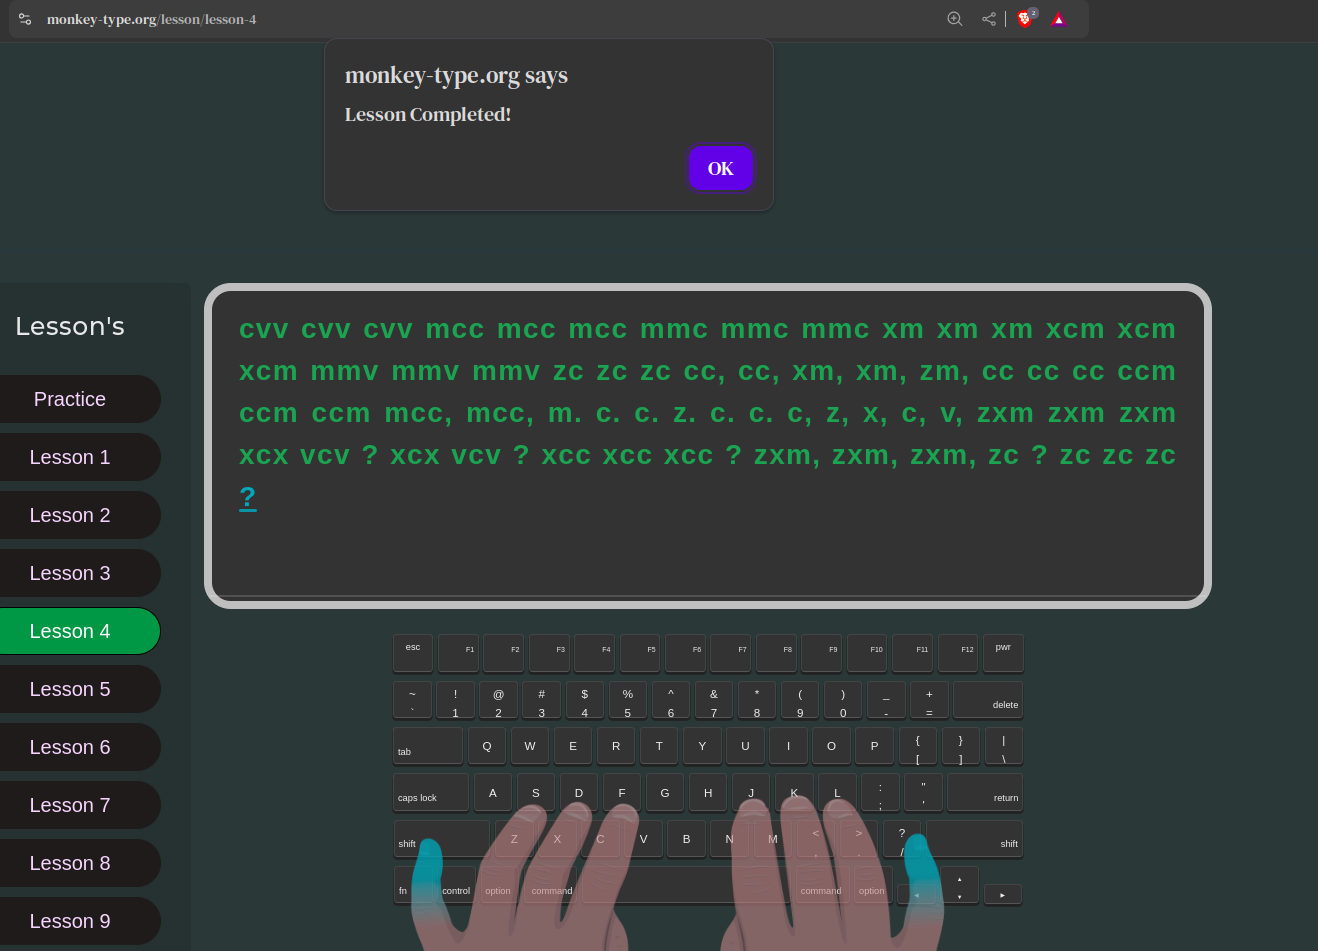 monkey-type.org/lesson/lesson-4
2
monkey-type.org says
Lesson Completed!
OK
Lesson's
Practice
Lesson 1
Lesson 2
Lesson 3
Lesson 4
Lesson 5
Lesson 6
Lesson 7
Lesson 8
Lesson 9
cvv cvv cvv mcc mcc mcc mmc mmc mmc xm xm xm xcm xcm
xcm mmv mmv mmv zc zc zc cc, cc, xm, xm, zm, cc cc cc ccm
ccm ccm mcc, mcc, m. c. c. z. c. c. c, z, x, c, v, zxm zxm zxm
xcx vcv ? xcx vcv ? xcc xcc xcc ? zxm, zxm, zxm, zc ? zc zc zc
?
esc F1 F2 F3 F4 F5 F6 F7 F8 F9 F10 F11 F12 pwr
~ ! @ # $ % ^ & * ( ) _ +
` 1 2 3 4 5 6 7 8 9 0 - = delete
tab Q W E R T Y U I O P { } |
[ ] \
caps lock A S D F G H J K L : " return
; '
shift Z X C V B N M < > ? shift
, . /
fn control option command command option ◂ ▴ ▾ ▸